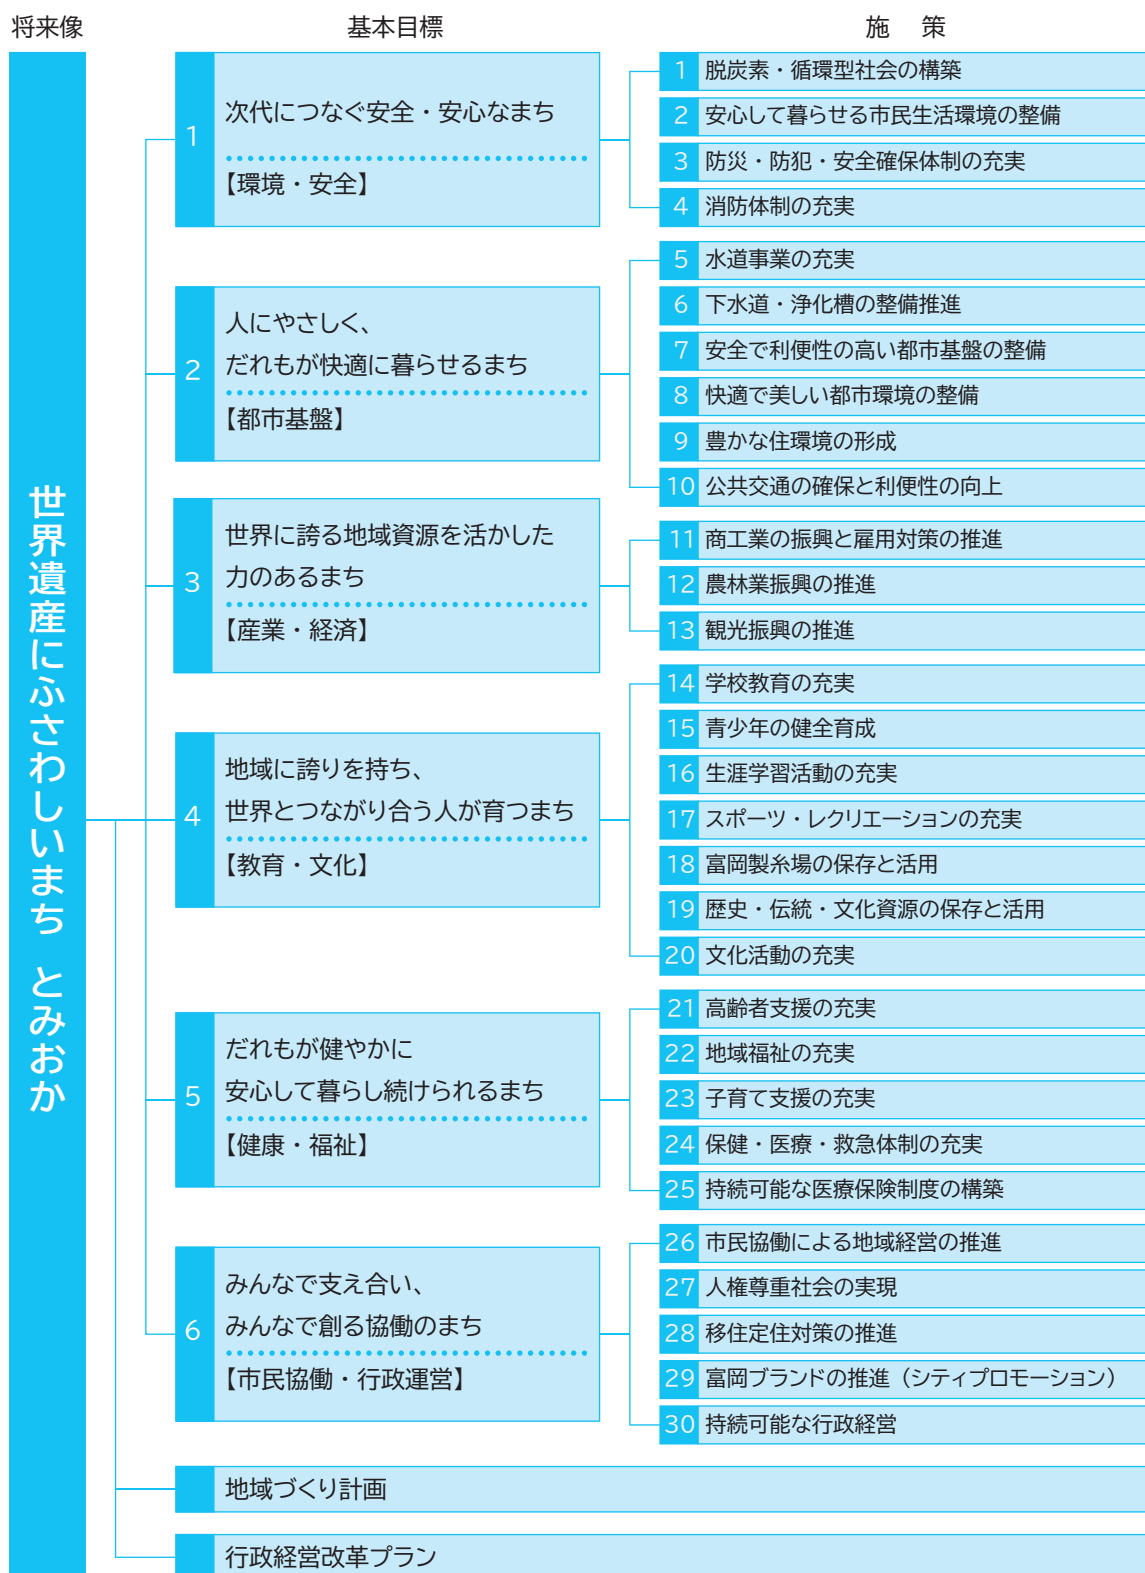 将来像
基本目標
施 策
世界遺産にふさわしいまち とみおか
1
次代につなぐ安全・安心なまち
【環境・安全】
1 脱炭素・循環型社会の構築
2 安心して暮らせる市民生活環境の整備
3 防災・防犯・安全確保体制の充実
4 消防体制の充実
2
人にやさしく、
だれもが快適に暮らせるまち
【都市基盤】
5 水道事業の充実
6 下水道・浄化槽の整備推進
7 安全で利便性の高い都市基盤の整備
8 快適で美しい都市環境の整備
9 豊かな住環境の形成
10 公共交通の確保と利便性の向上
3
世界に誇る地域資源を活かした
力のあるまち
【産業・経済】
11 商工業の振興と雇用対策の推進
12 農林業振興の推進
13 観光振興の推進
4
地域に誇りを持ち、
世界とつながり合う人が育つまち
【教育・文化】
14 学校教育の充実
15 青少年の健全育成
16 生涯学習活動の充実
17 スポーツ・レクリエーションの充実
18 富岡製糸場の保存と活用
19 歴史・伝統・文化資源の保存と活用
20 文化活動の充実
5
だれもが健やかに
安心して暮らし続けられるまち
【健康・福祉】
21 高齢者支援の充実
22 地域福祉の充実
23 子育て支援の充実
24 保健・医療・救急体制の充実
25 持続可能な医療保険制度の構築
6
みんなで支え合い、
みんなで創る協働のまち
【市民協働・行政運営】
26 市民協働による地域経営の推進
27 人権尊重社会の実現
28 移住定住対策の推進
29 富岡ブランドの推進（シティプロモーション）
30 持続可能な行政経営
地域づくり計画
行政経営改革プラン